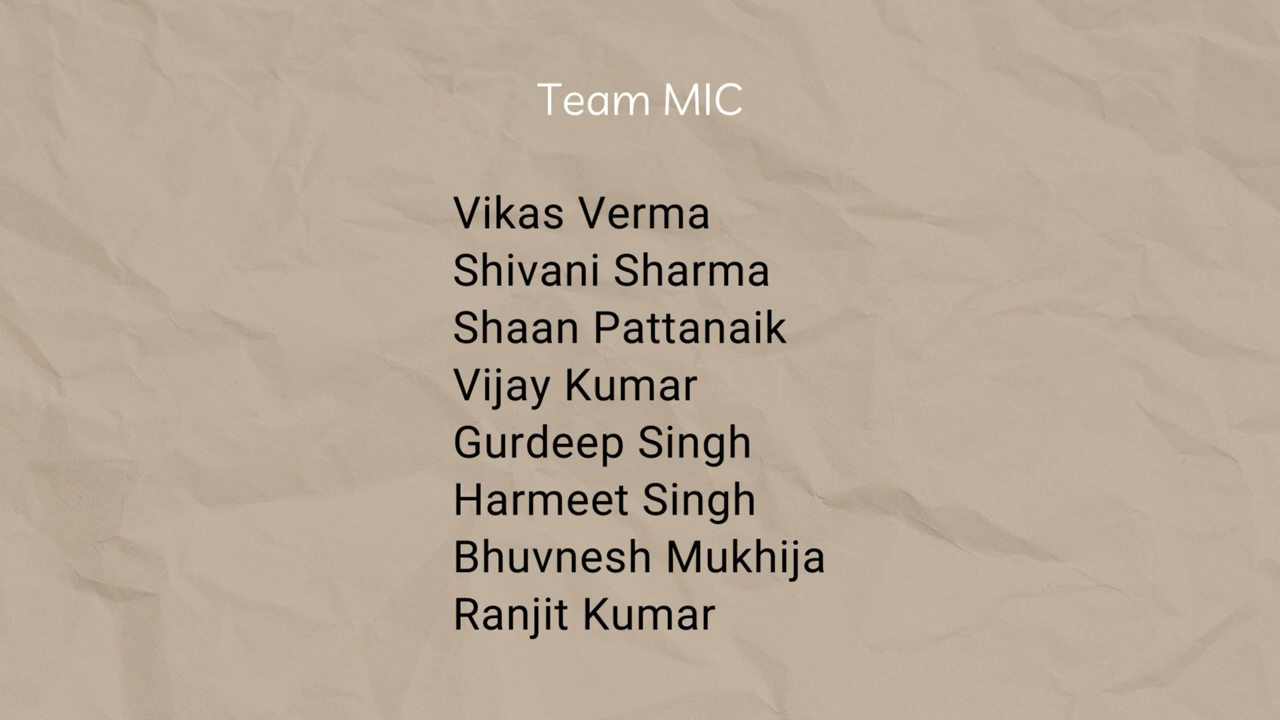 Team MIC
Vikas Verma
Shivani Sharma
Shaan Pattanaik
Vijay Kumar
Gurdeep Singh
Harmeet Singh
Bhuvnesh Mukhija
Ranjit Kumar